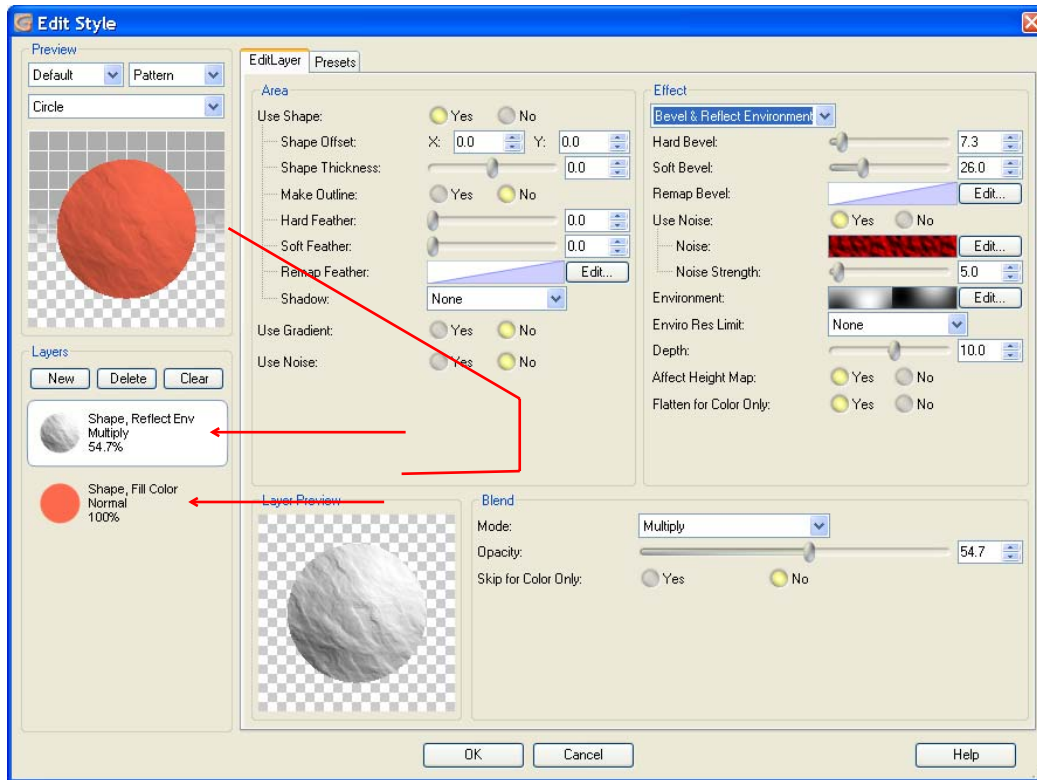 Edit Style
Preview
Default
Pattern
Circle
Layers
New
Delete
Clear
Shape, Reflect Env
Multiply
54.7%
Shape, Fill Color
Normal
100%
EditLayer
Presets
Area
Use Shape: Yes No
Shape Offset: X: 0.0 Y: 0.0
Shape Thickness: 0.0
Make Outline: Yes No
Hard Feather: 0.0
Soft Feather: 0.0
Remap Feather: Edit...
Shadow: None
Use Gradient: Yes No
Use Noise: Yes No
Effect
Bevel & Reflect Environment
Hard Bevel: 7.3
Soft Bevel: 26.0
Remap Bevel: Edit...
Use Noise: Yes No
Noise: Edit...
Noise Strength: 5.0
Environment: Edit...
Enviro Res Limit: None
Depth: 10.0
Affect Height Map: Yes No
Flatten for Color Only: Yes No
Layer Preview
Blend
Mode: Multiply
Opacity: 54.7
Skip for Color Only: Yes No
OK
Cancel
Help